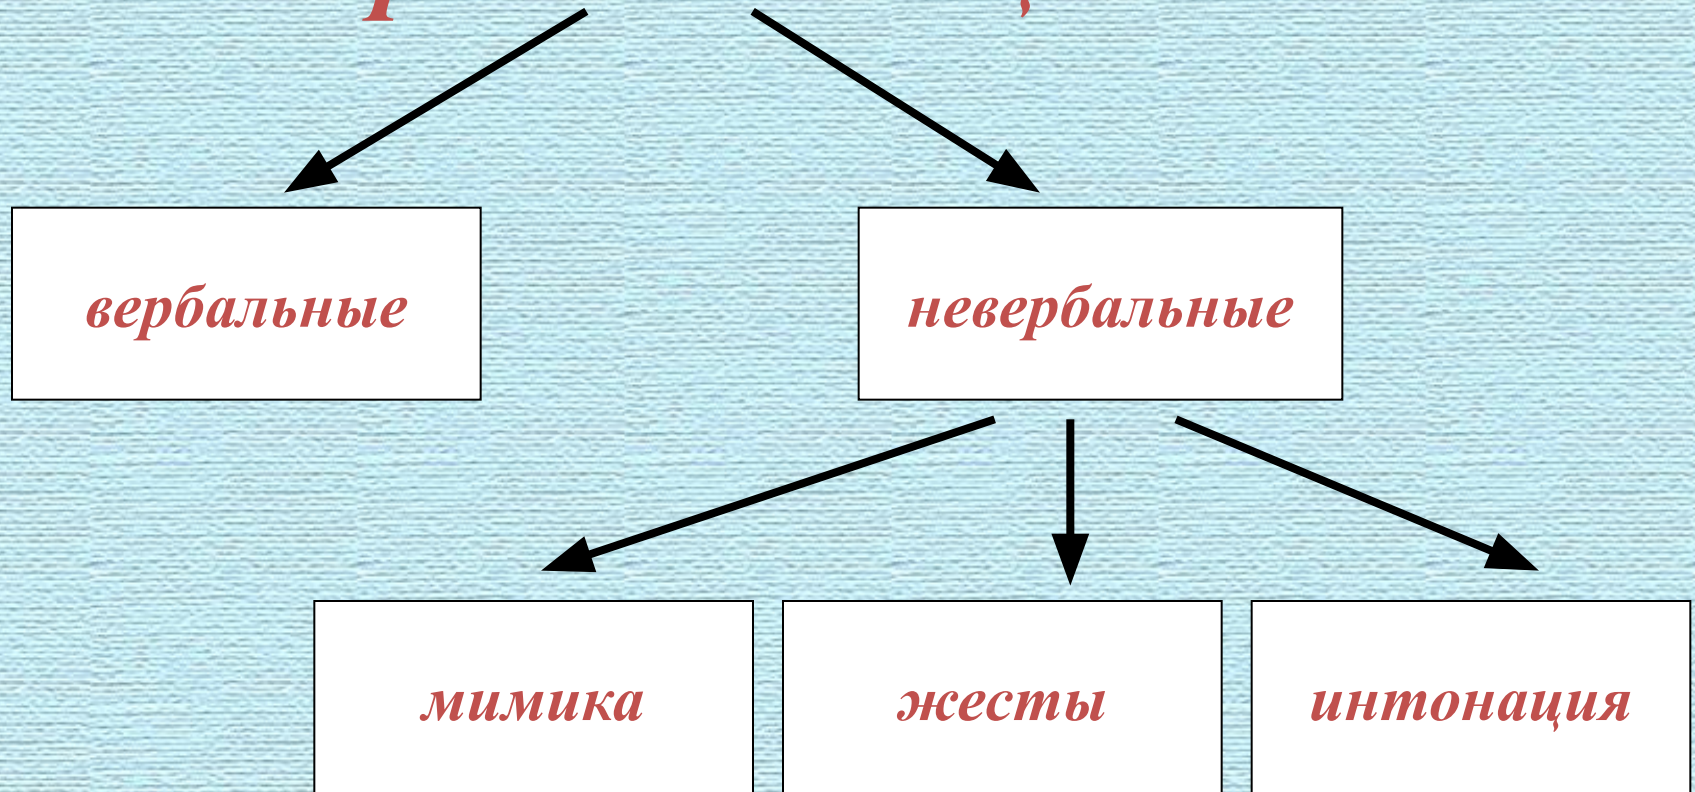 вербальные
невербальные
мимика
жесты
интонация